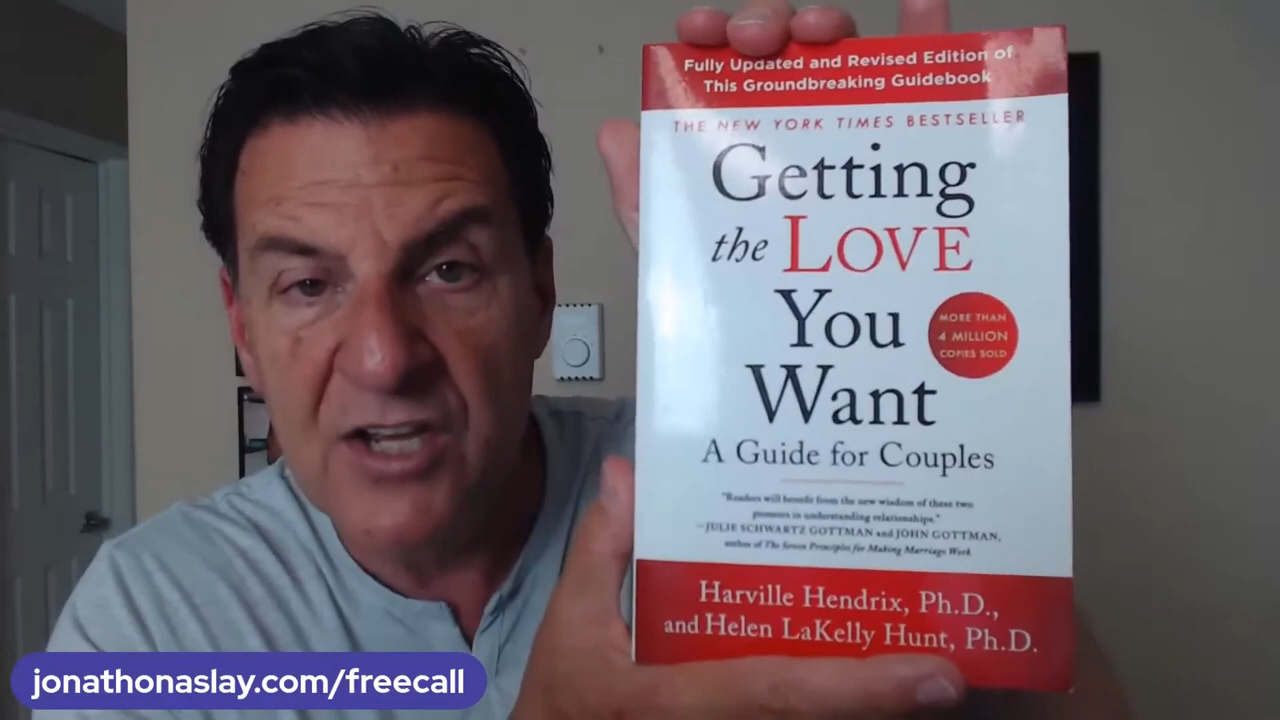 Fully Updated and Revised Edition of
This Groundbreaking Guidebook
THE NEW YORK TIMES BESTSELLER
Getting
the LOVE
You
Want
MORE THAN
4 MILLION
COPIES SOLD
A Guide for Couples
"Readers will benefit from the new wisdom of these two
pioneers in understanding relationships."
—JULIE SCHWARTZ GOTTMAN and JOHN GOTTMAN,
author of The Seven Principles for Making Marriage Work
Harville Hendrix, Ph.D.,
and Helen LaKelly Hunt, Ph.D.
jonathonaslay.com/freecall